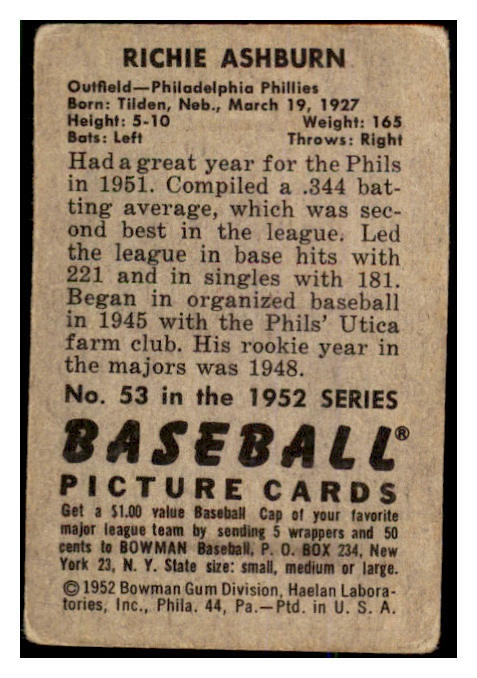 RICHIE ASHBURN
Outfield—Philadelphia Phillies
Born: Tilden, Neb., March 19, 1927
Height: 5-10 Weight: 165
Bats: Left Throws: Right
Had a great year for the Phils
in 1951. Compiled a .344 bat-
ting average, which was sec-
ond best in the league. Led
the league in base hits with
221 and in singles with 181.
Began in organized baseball
in 1945 with the Phils' Utica
farm club. His rookie year in
the majors was 1948.
No. 53 in the 1952 SERIES
BASEBALL®
PICTURE CARDS
Get a $1.00 value Baseball Cap of your favorite
major league team by sending 5 wrappers and 50
cents to BOWMAN Baseball, P. O. BOX 234, New
York 23, N. Y. State size: small, medium or large.
©1952 Bowman Gum Division, Haelan Labora-
tories, Inc., Phila. 44, Pa.—Ptd. in U. S. A.